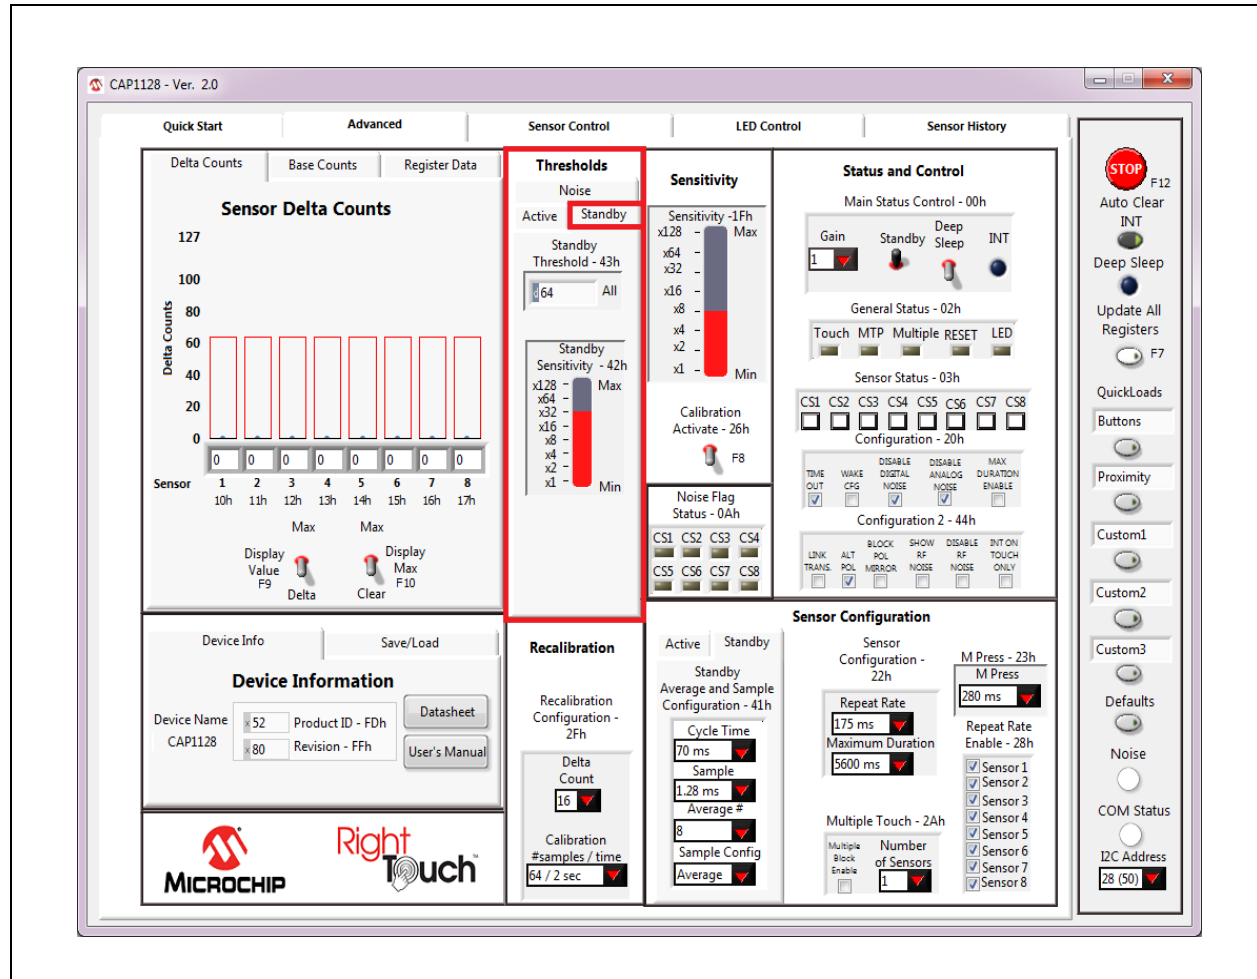 CAP1128 - Ver. 2.0
Quick Start
Advanced
Sensor Control
LED Control
Sensor History
Delta Counts
Base Counts
Register Data
Sensor Delta Counts
127
100
80
60
40
20
0
Delta Counts
0 0 0 0 0 0 0 0
Sensor 1 2 3 4 5 6 7 8
10h 11h 12h 13h 14h 15h 16h 17h
Max
Max
Display
Value
F9
Delta
Display
Max
F10
Clear
Thresholds
Noise
Active
Standby
Standby
Threshold - 43h
64 All
Standby
Sensitivity - 42h
x128 Max
x64
x32
x16
x8
x4
x2
x1 Min
Sensitivity
Sensitivity -1Fh
x128 Max
x64
x32
x16
x8
x4
x2
x1 Min
Calibration
Activate - 26h
F8
Noise Flag
Status - 0Ah
CS1 CS2 CS3 CS4
CS5 CS6 CS7 CS8
Status and Control
Main Status Control - 00h
Gain
1
Standby
Deep
Sleep
INT
General Status - 02h
Touch MTP Multiple RESET LED
Sensor Status - 03h
CS1 CS2 CS3 CS4 CS5 CS6 CS7 CS8
Configuration - 20h
TIME
OUT
WAKE
CFG
DISABLE
DIGITAL
NOISE
DISABLE
ANALOG
NOISE
MAX
DURATION
ENABLE
Configuration 2 - 44h
LINK
TRANS.
ALT
POL
BLOCK
POL
MIRROR
SHOW
RF
NOISE
DISABLE
RF
NOISE
INT ON
TOUCH
ONLY
Device Info
Save/Load
Device Information
Device Name
CAP1128
x 52 Product ID - FDh
x 80 Revision - FFh
Datasheet
User's Manual
MICROCHIP
Right
Touch™
Recalibration
Recalibration
Configuration -
2Fh
Delta
Count
16
Calibration
#samples / time
64 / 2 sec
Sensor Configuration
Active
Standby
Standby
Average and Sample
Configuration - 41h
Cycle Time
70 ms
Sample
1.28 ms
Average #
8
Sample Config
Average
Sensor
Configuration -
22h
Repeat Rate
175 ms
Maximum Duration
5600 ms
Multiple Touch - 2Ah
Multiple
Block
Enable
Number
of Sensors
1
M Press - 23h
M Press
280 ms
Repeat Rate
Enable - 28h
Sensor 1
Sensor 2
Sensor 3
Sensor 4
Sensor 5
Sensor 6
Sensor 7
Sensor 8
STOP
F12
Auto Clear
INT
Deep Sleep
Update All
Registers
F7
QuickLoads
Buttons
Proximity
Custom1
Custom2
Custom3
Defaults
Noise
COM Status
I2C Address
28 (50)